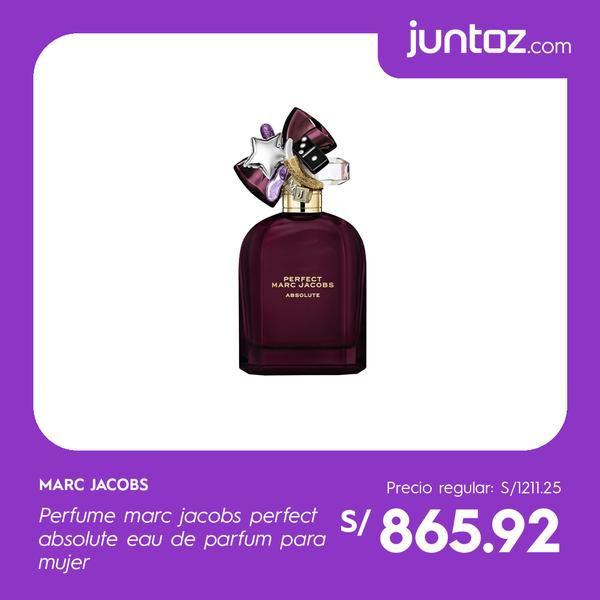 juntoz.com
PERFECT
MARC JACOBS
ABSOLUTE
MARC JACOBS
Perfume marc jacobs perfect
absolute eau de parfum para
mujer
Precio regular: S/1211.25
S/ 865.92